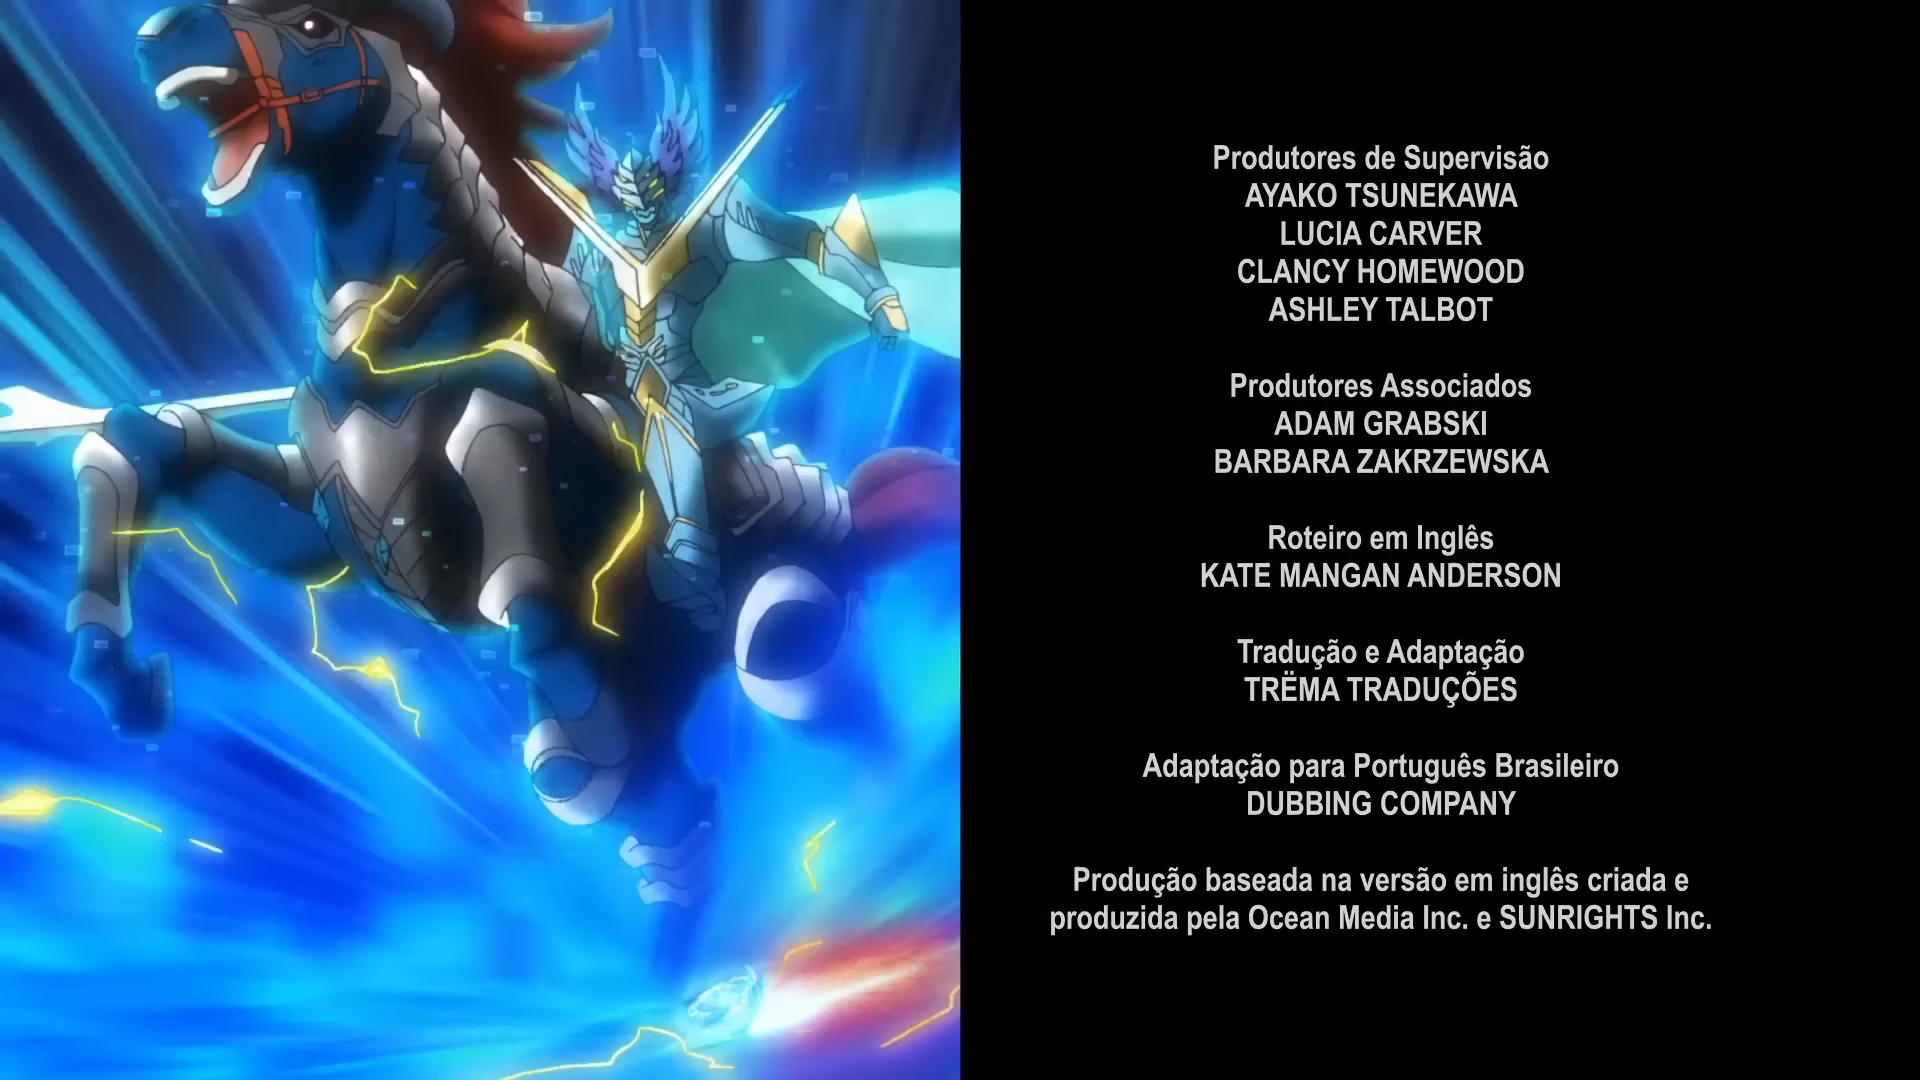 Produtores de Supervisão
AYAKO TSUNEKAWA
LUCIA CARVER
CLANCY HOMEWOOD
ASHLEY TALBOT
Produtores Associados
ADAM GRABSKI
BARBARA ZAKRZEWSKA
Roteiro em Inglês
KATE MANGAN ANDERSON
Tradução e Adaptação
TRËMA TRADUÇÕES
Adaptação para Português Brasileiro
DUBBING COMPANY
Produção baseada na versão em inglês criada e
produzida pela Ocean Media Inc. e SUNRIGHTS Inc.